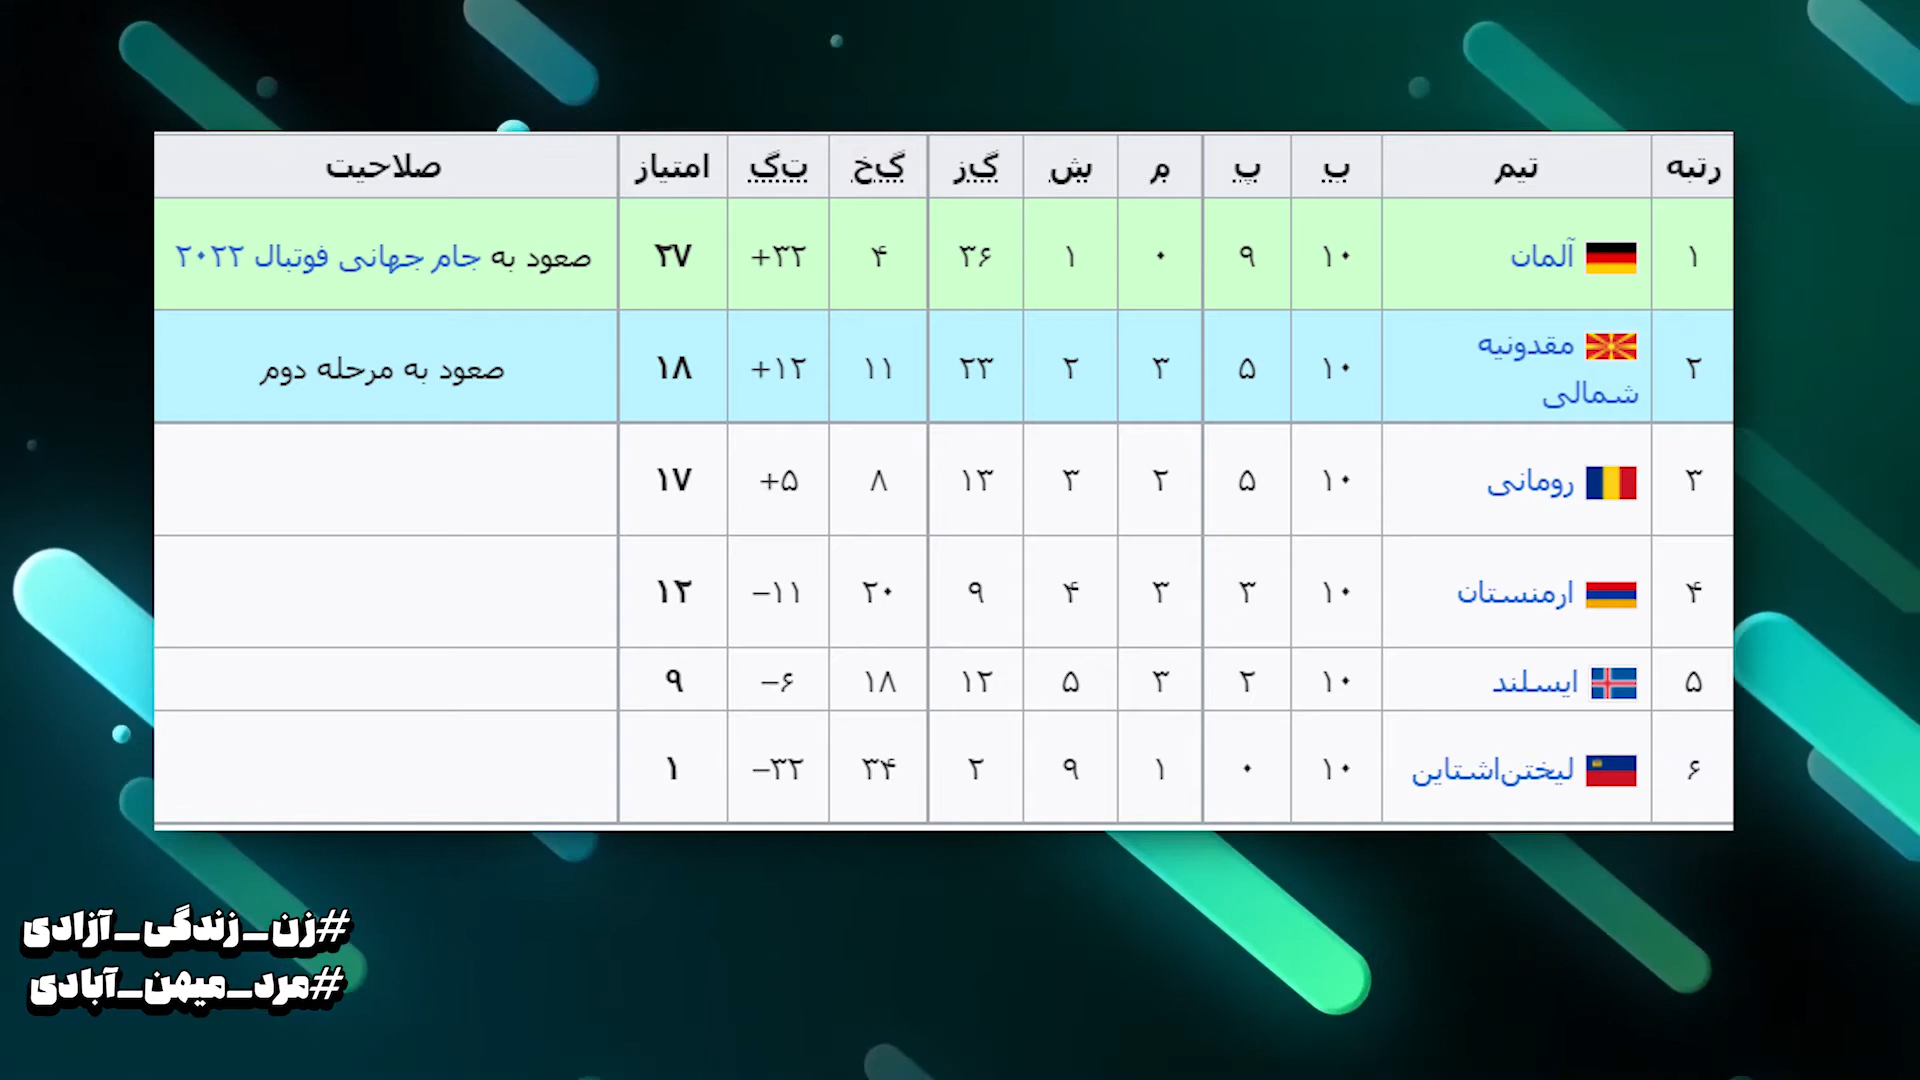 رتبه تیم ب پ م ش گ‌ز گ‌خ ت‌گ امتیاز صلاحیت
۱ آلمان ۱۰ ۹ ۰ ۱ ۳۶ ۴ +۳۲ ۲۷ صعود به جام جهانی فوتبال ۲۰۲۲
۲ مقدونیه ۱۰ ۵ ۳ ۲ ۲۳ ۱۱ +۱۲ ۱۸ صعود به مرحله دوم
شمالی
۳ رومانی ۱۰ ۵ ۲ ۳ ۱۳ ۸ +۵ ۱۷
۴ ارمنستان ۱۰ ۳ ۳ ۴ ۹ ۲۰ −۱۱ ۱۲
۵ ایسلند ۱۰ ۲ ۳ ۵ ۱۲ ۱۸ −۶ ۹
۶ لیختن‌اشتاین ۱۰ ۰ ۱ ۹ ۲ ۳۴ −۳۲ ۱
#زن_زندگی_آزادی
#مرد_میهن_آبادی